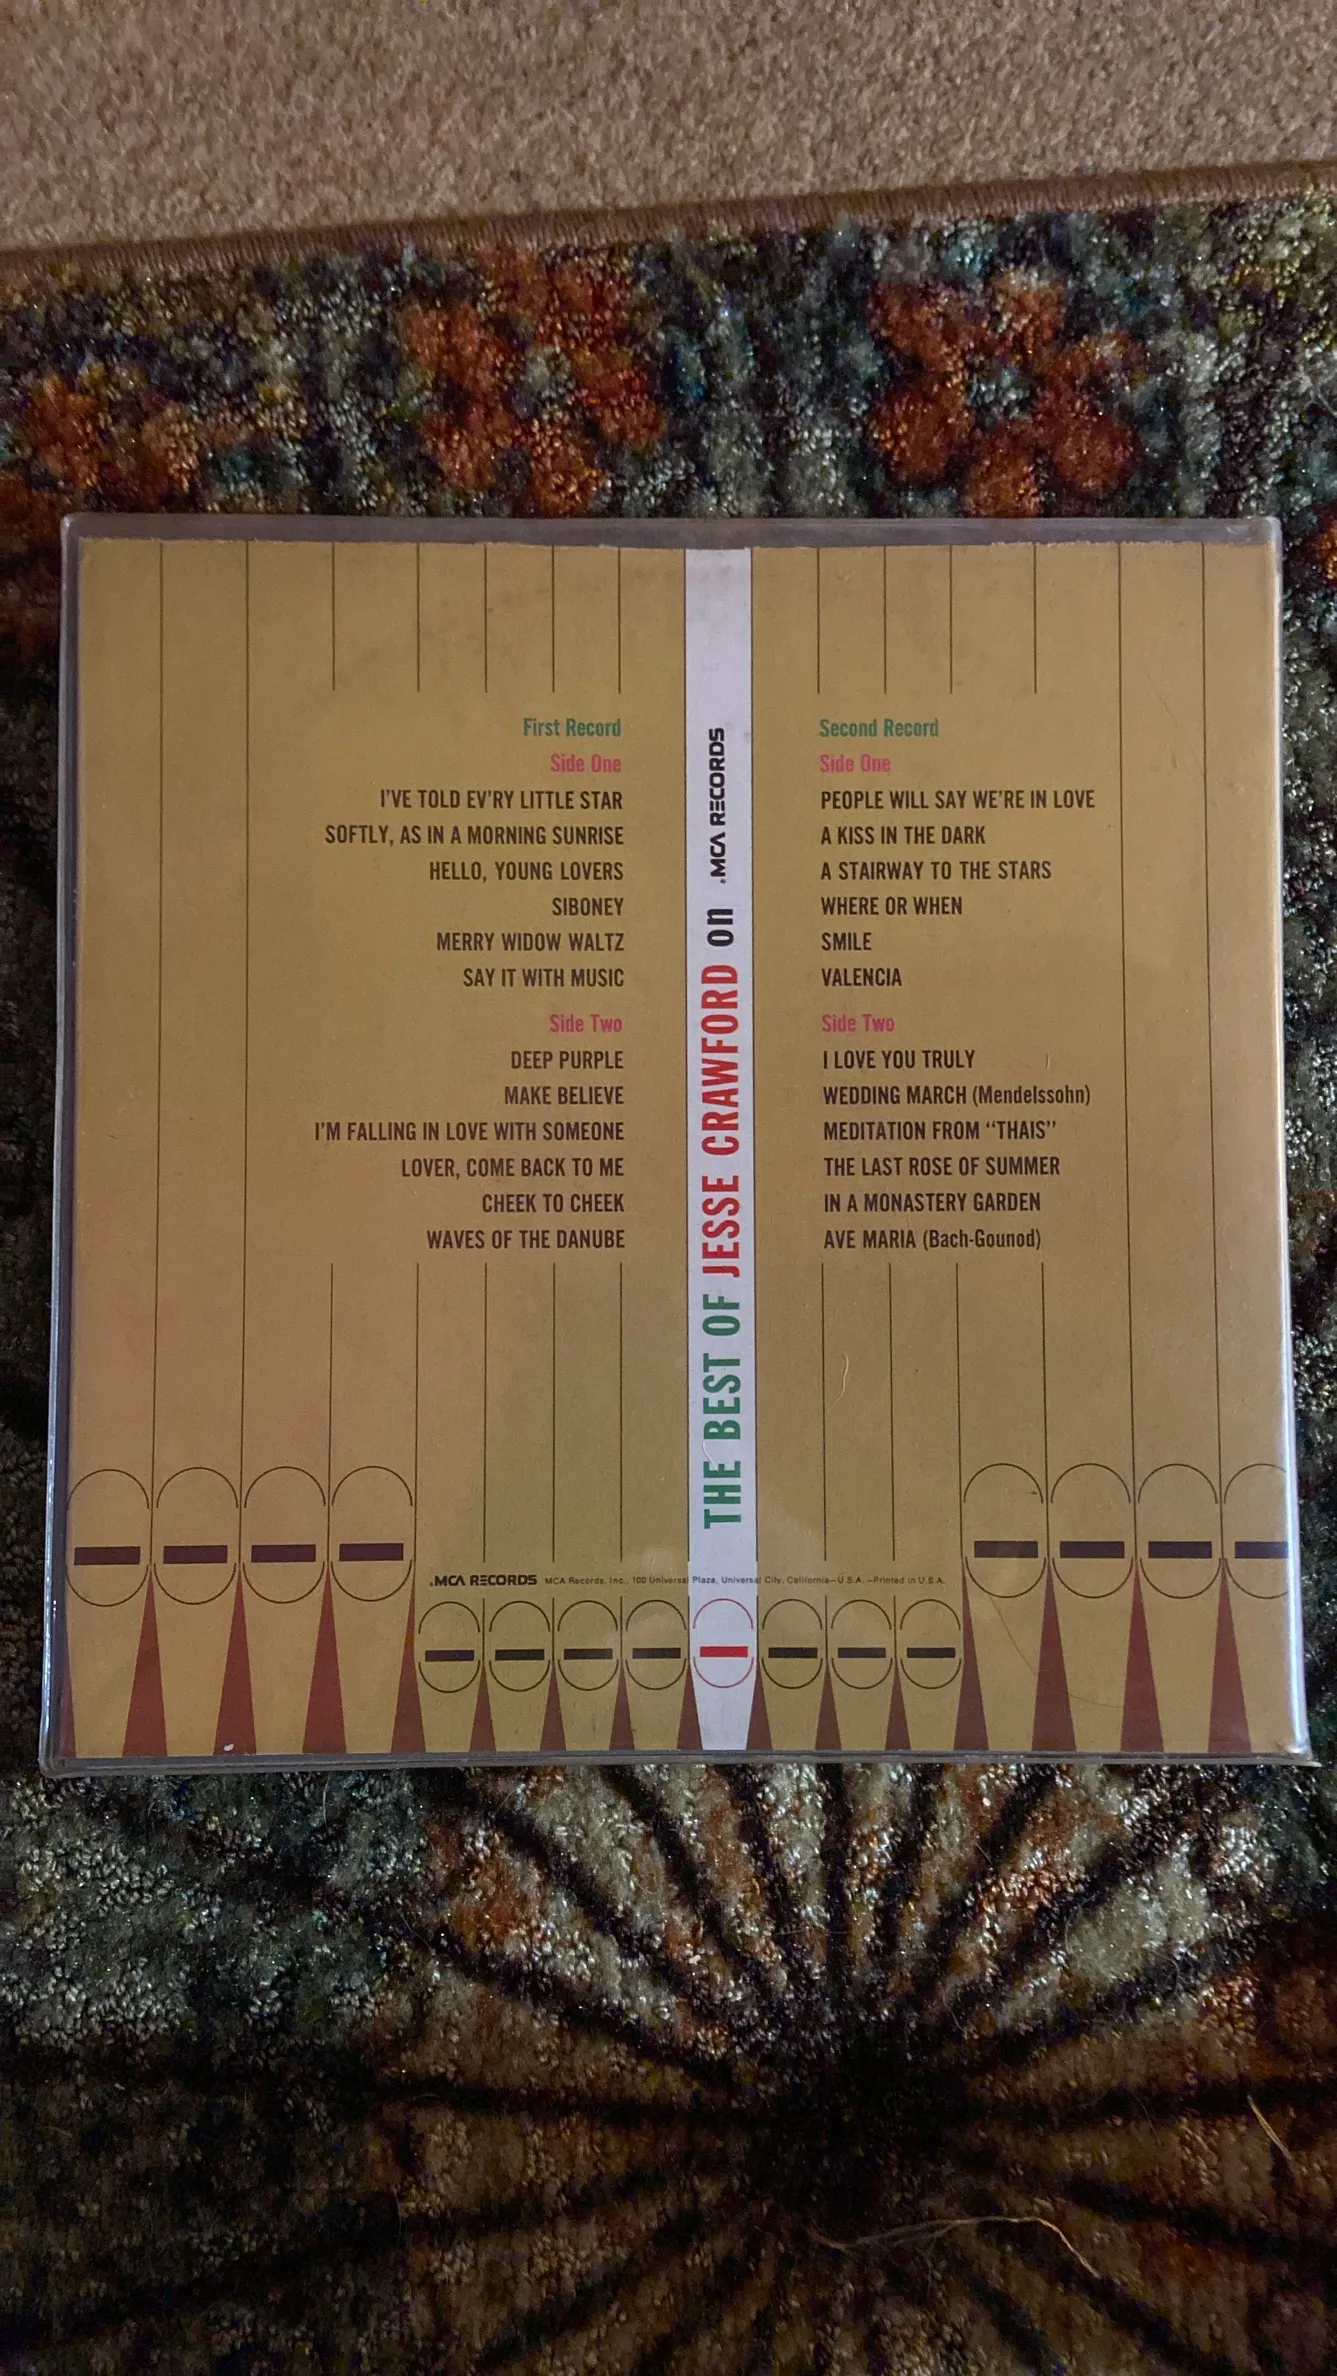 First Record
Side One
I'VE TOLD EV'RY LITTLE STAR
SOFTLY, AS IN A MORNING SUNRISE
HELLO, YOUNG LOVERS
SIBONEY
MERRY WIDOW WALTZ
SAY IT WITH MUSIC
Side Two
DEEP PURPLE
MAKE BELIEVE
I'M FALLING IN LOVE WITH SOMEONE
LOVER, COME BACK TO ME
CHEEK TO CHEEK
WAVES OF THE DANUBE
THE BEST OF JESSE CRAWFORD on MCA RECORDS
Second Record
Side One
PEOPLE WILL SAY WE'RE IN LOVE
A KISS IN THE DARK
A STAIRWAY TO THE STARS
WHERE OR WHEN
SMILE
VALENCIA
Side Two
I LOVE YOU TRULY
WEDDING MARCH (Mendelssohn)
MEDITATION FROM “THAIS”
THE LAST ROSE OF SUMMER
IN A MONASTERY GARDEN
AVE MARIA (Bach-Gounod)
MCA RECORDS MCA Records, Inc., 100 Universal Plaza, Universal City, California—U.S.A.—Printed in U.S.A.